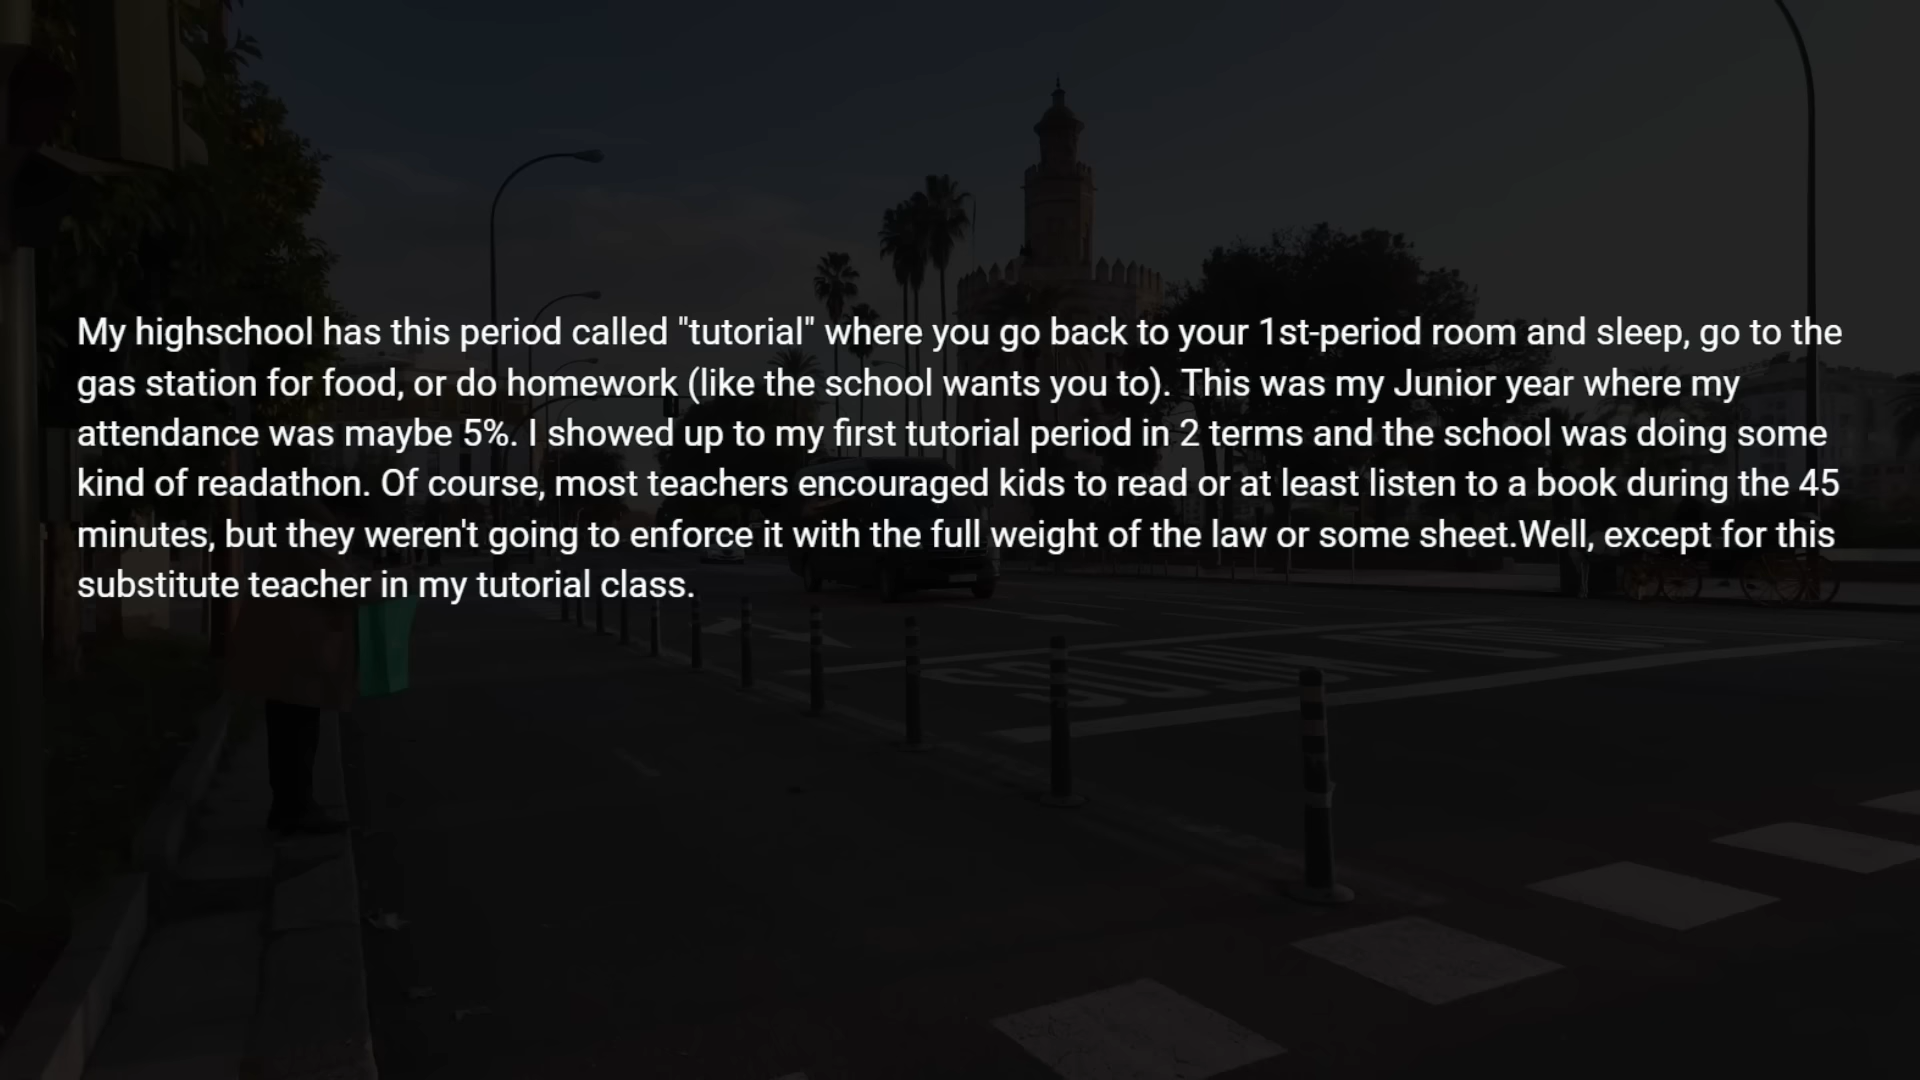 My highschool has this period called "tutorial" where you go back to your 1st-period room and sleep, go to the
gas station for food, or do homework (like the school wants you to). This was my Junior year where my
attendance was maybe 5%. I showed up to my first tutorial period in 2 terms and the school was doing some
kind of readathon. Of course, most teachers encouraged kids to read or at least listen to a book during the 45
minutes, but they weren't going to enforce it with the full weight of the law or some sheet.Well, except for this
substitute teacher in my tutorial class.